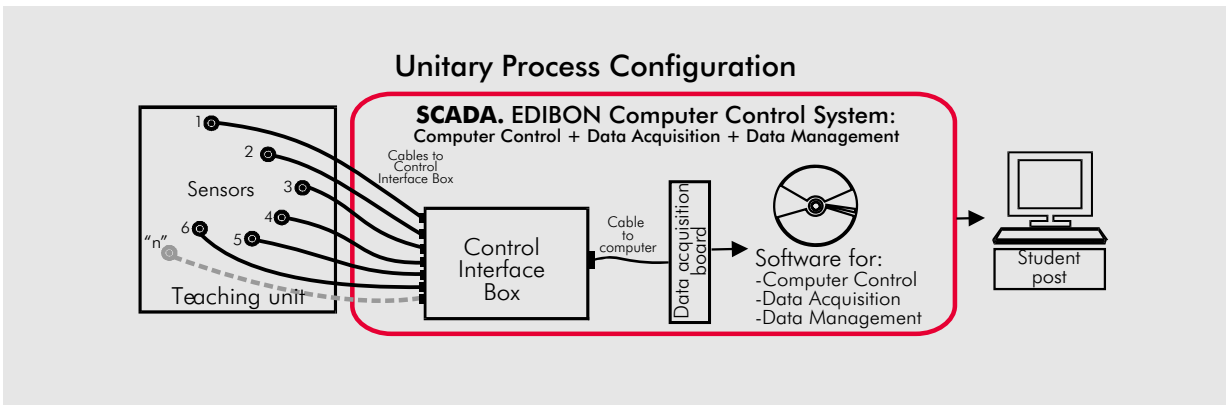 Unitary Process Configuration
SCADA. EDIBON Computer Control System:
Computer Control + Data Acquisition + Data Management
1
2
Sensors
3
4
5
6
"n"
Teaching unit
Cables to
Control
Interface Box
Control
Interface
Box
Cable
to
computer
Data acquisition
board
Software for:
-Computer Control
-Data Acquisition
-Data Management
Student
post